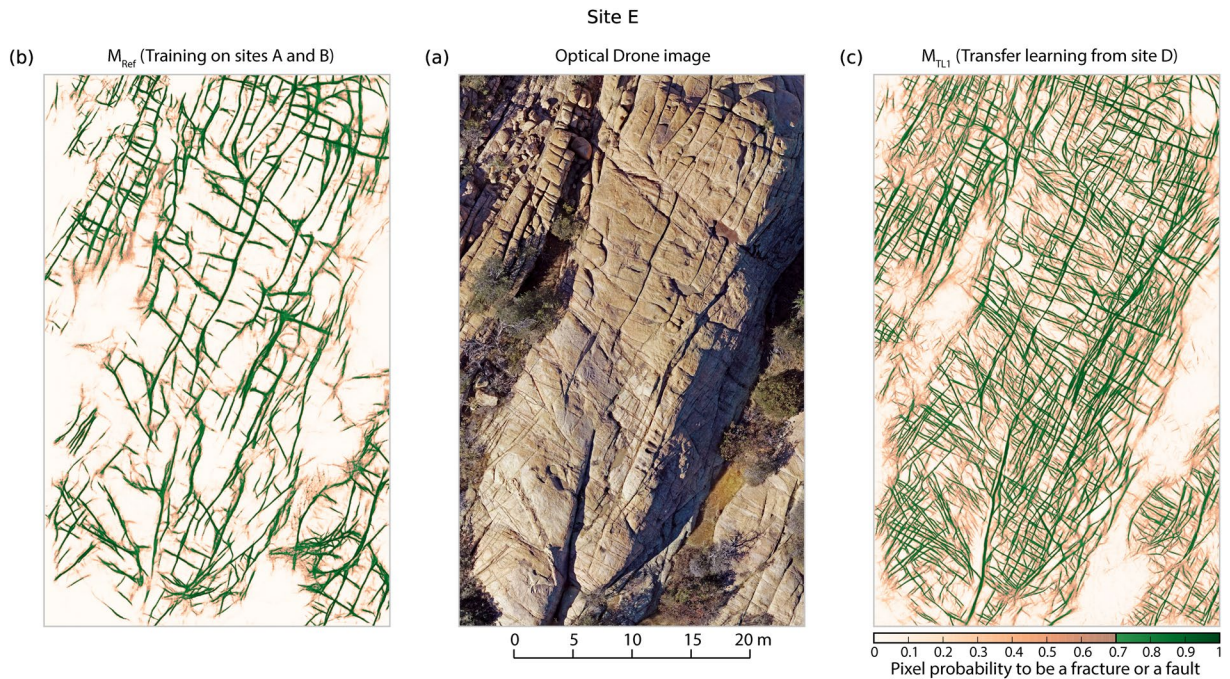 Site E
(b) M_Ref (Training on sites A and B)
(a) Optical Drone image
(c) M_TL1 (Transfer learning from site D)
0 5 10 15 20 m
0 0.1 0.2 0.3 0.4 0.5 0.6 0.7 0.8 0.9 1
Pixel probability to be a fracture or a fault